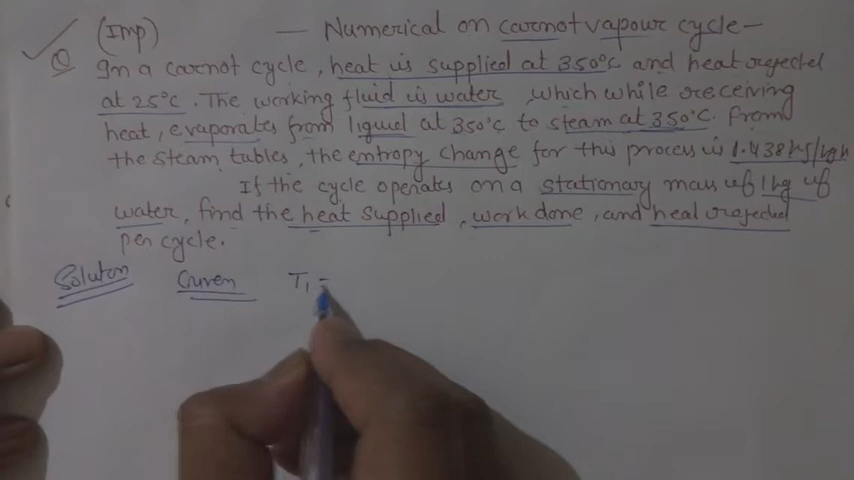 (Imp) — Numerical on carnot vapour cycle —
Q In a carnot cycle, heat is supplied at 350°c and heat rejected
at 25°c. The working fluid is water, which while receiving
heat, evaporates from liquid at 350°c to steam at 350°C. From
the steam tables, the entropy change for this process is 1.438 kJ/kgk
If the cycle operates on a stationary mass of 1 kg of
water, find the heat supplied, work done, and heat rejected
per cycle.
Soluton Given T₁ =